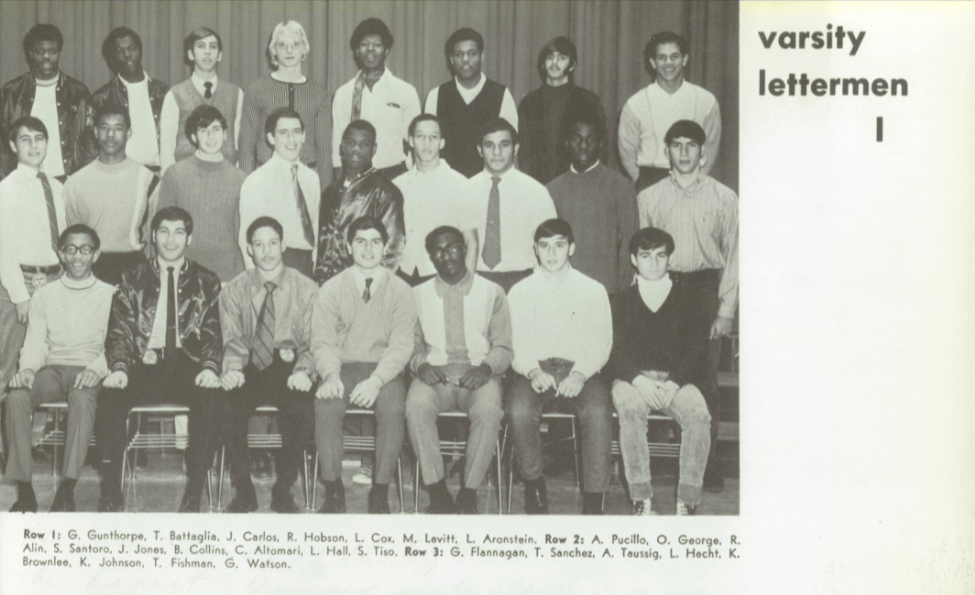 varsity
lettermen
I
Row I: G. Gunthorpe, T. Battaglia, J. Carlos, R. Hobson, L. Cox, M. Levitt, L. Aronstein. Row 2: A. Pucillo, O. George, R.
Alin, S. Santoro, J. Jones, B. Collins, C. Altomari, L. Hall, S. Tiso. Row 3: G. Flannagan, T. Sanchez, A. Taussig, L. Hecht, K.
Brownlee, K. Johnson, T. Fishman, G. Watson.